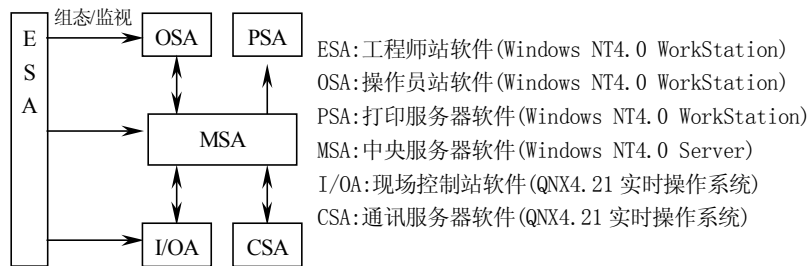 组态/监视
E
S
A
OSA
PSA
MSA
I/OA
CSA
ESA:工程师站软件(Windows NT4.0 WorkStation)
OSA:操作员站软件(Windows NT4.0 WorkStation)
PSA:打印服务器软件(Windows NT4.0 WorkStation)
MSA:中央服务器软件(Windows NT4.0 Server)
I/OA:现场控制站软件(QNX4.21 实时操作系统)
CSA:通讯服务器软件(QNX4.21 实时操作系统)